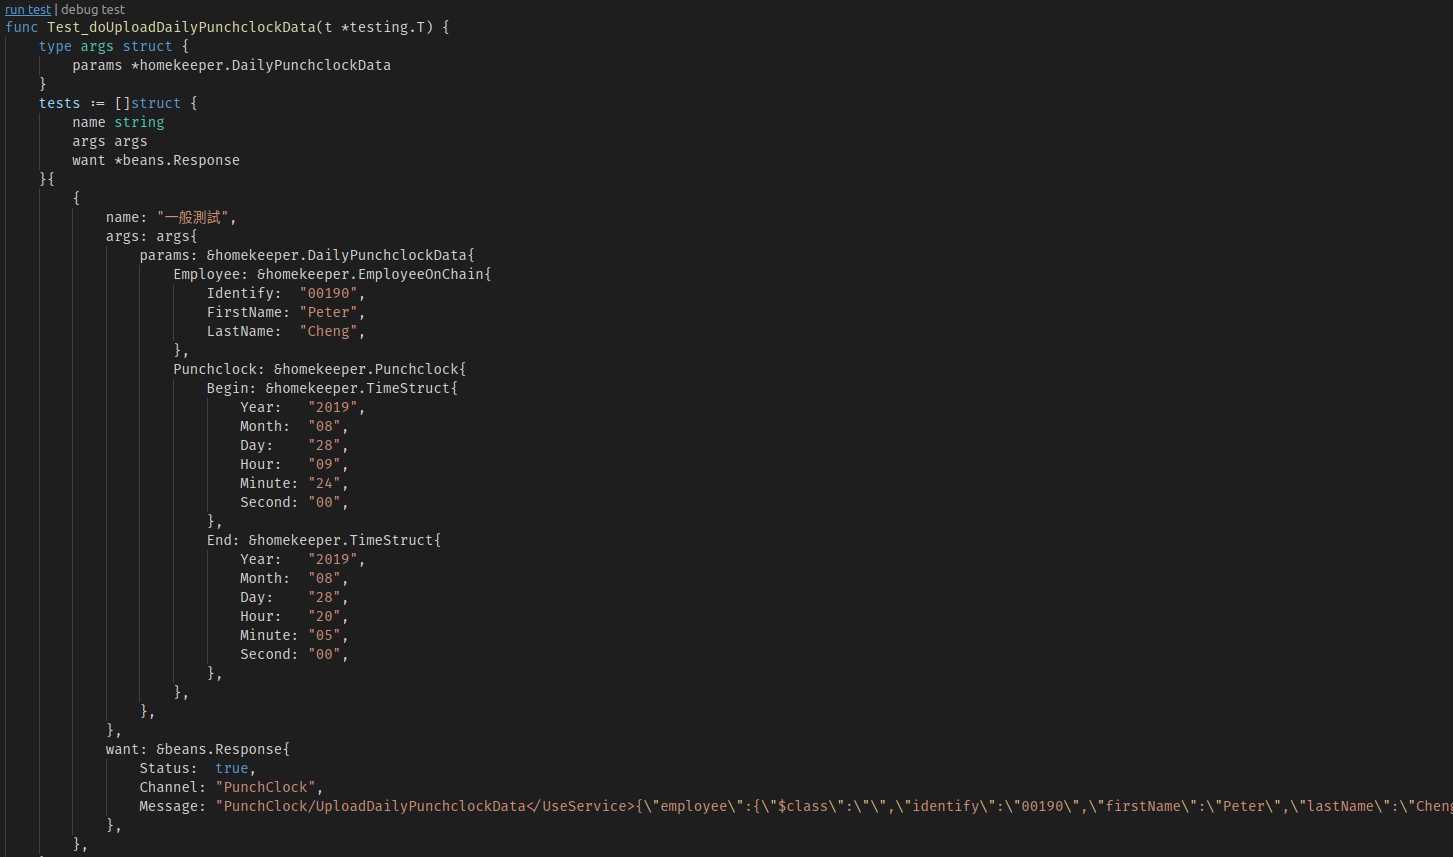 run test | debug test
func Test_doUploadDailyPunchclockData(t *testing.T) {
    type args struct {
        params *homekeeper.DailyPunchclockData
    }
    tests := []struct {
        name string
        args args
        want *beans.Response
    }{
        {
            name: "一般測試",
            args: args{
                params: &homekeeper.DailyPunchclockData{
                    Employee: &homekeeper.EmployeeOnChain{
                        Identify:  "00190",
                        FirstName: "Peter",
                        LastName:  "Cheng",
                    },
                    Punchclock: &homekeeper.Punchclock{
                        Begin: &homekeeper.TimeStruct{
                            Year:   "2019",
                            Month:  "08",
                            Day:    "28",
                            Hour:   "09",
                            Minute: "24",
                            Second: "00",
                        },
                        End: &homekeeper.TimeStruct{
                            Year:   "2019",
                            Month:  "08",
                            Day:    "28",
                            Hour:   "20",
                            Minute: "05",
                            Second: "00",
                        },
                    },
                },
            },
            want: &beans.Response{
                Status:  true,
                Channel: "PunchClock",
                Message: "PunchClock/UploadDailyPunchclockData</UseService>{\"employee\":{\"$class\":\"\",\"identify\":\"00190\",\"firstName\":\"Peter\",\"lastName\":\"Cheng
            },
        },